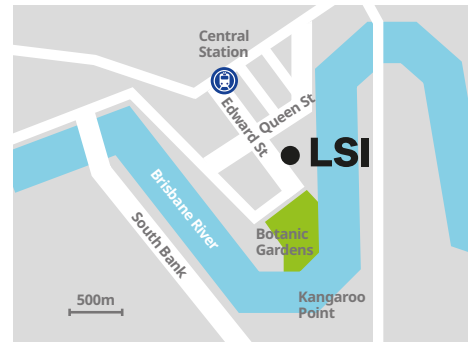 Central
Station
Edward St
Queen St
LSI
Brisbane River
South Bank
Botanic
Gardens
500m
Kangaroo
Point